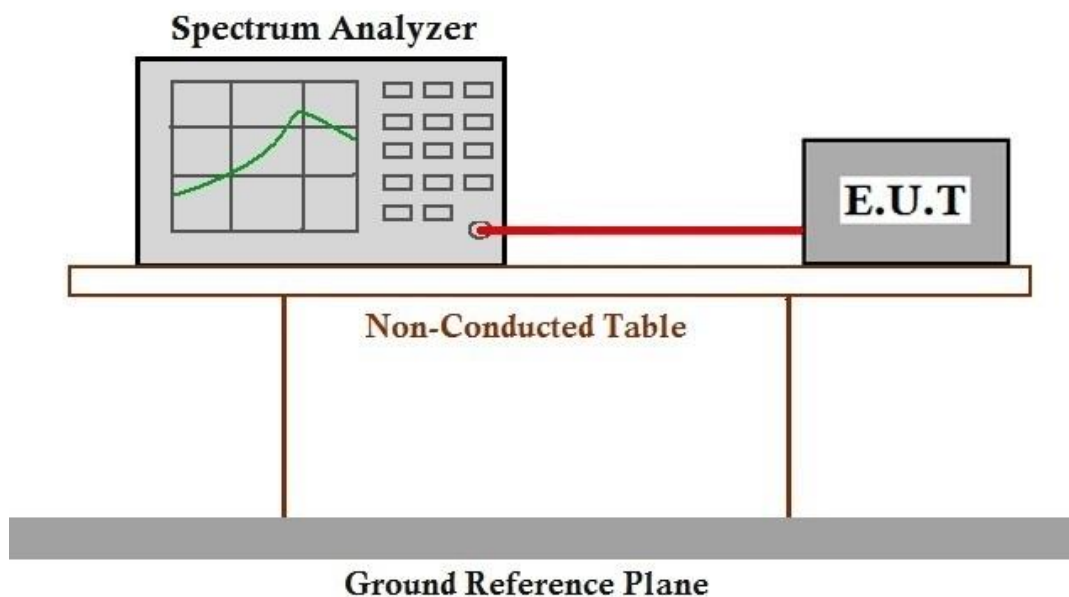 Spectrum Analyzer
E.U.T
Non-Conducted Table
Ground Reference Plane